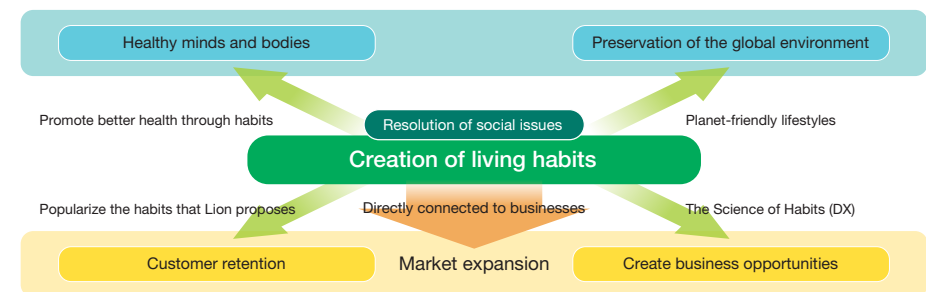 Healthy minds and bodies
Preservation of the global environment
Promote better health through habits
Resolution of social issues
Planet-friendly lifestyles
Creation of living habits
Popularize the habits that Lion proposes
Directly connected to businesses
The Science of Habits (DX)
Customer retention
Market expansion
Create business opportunities